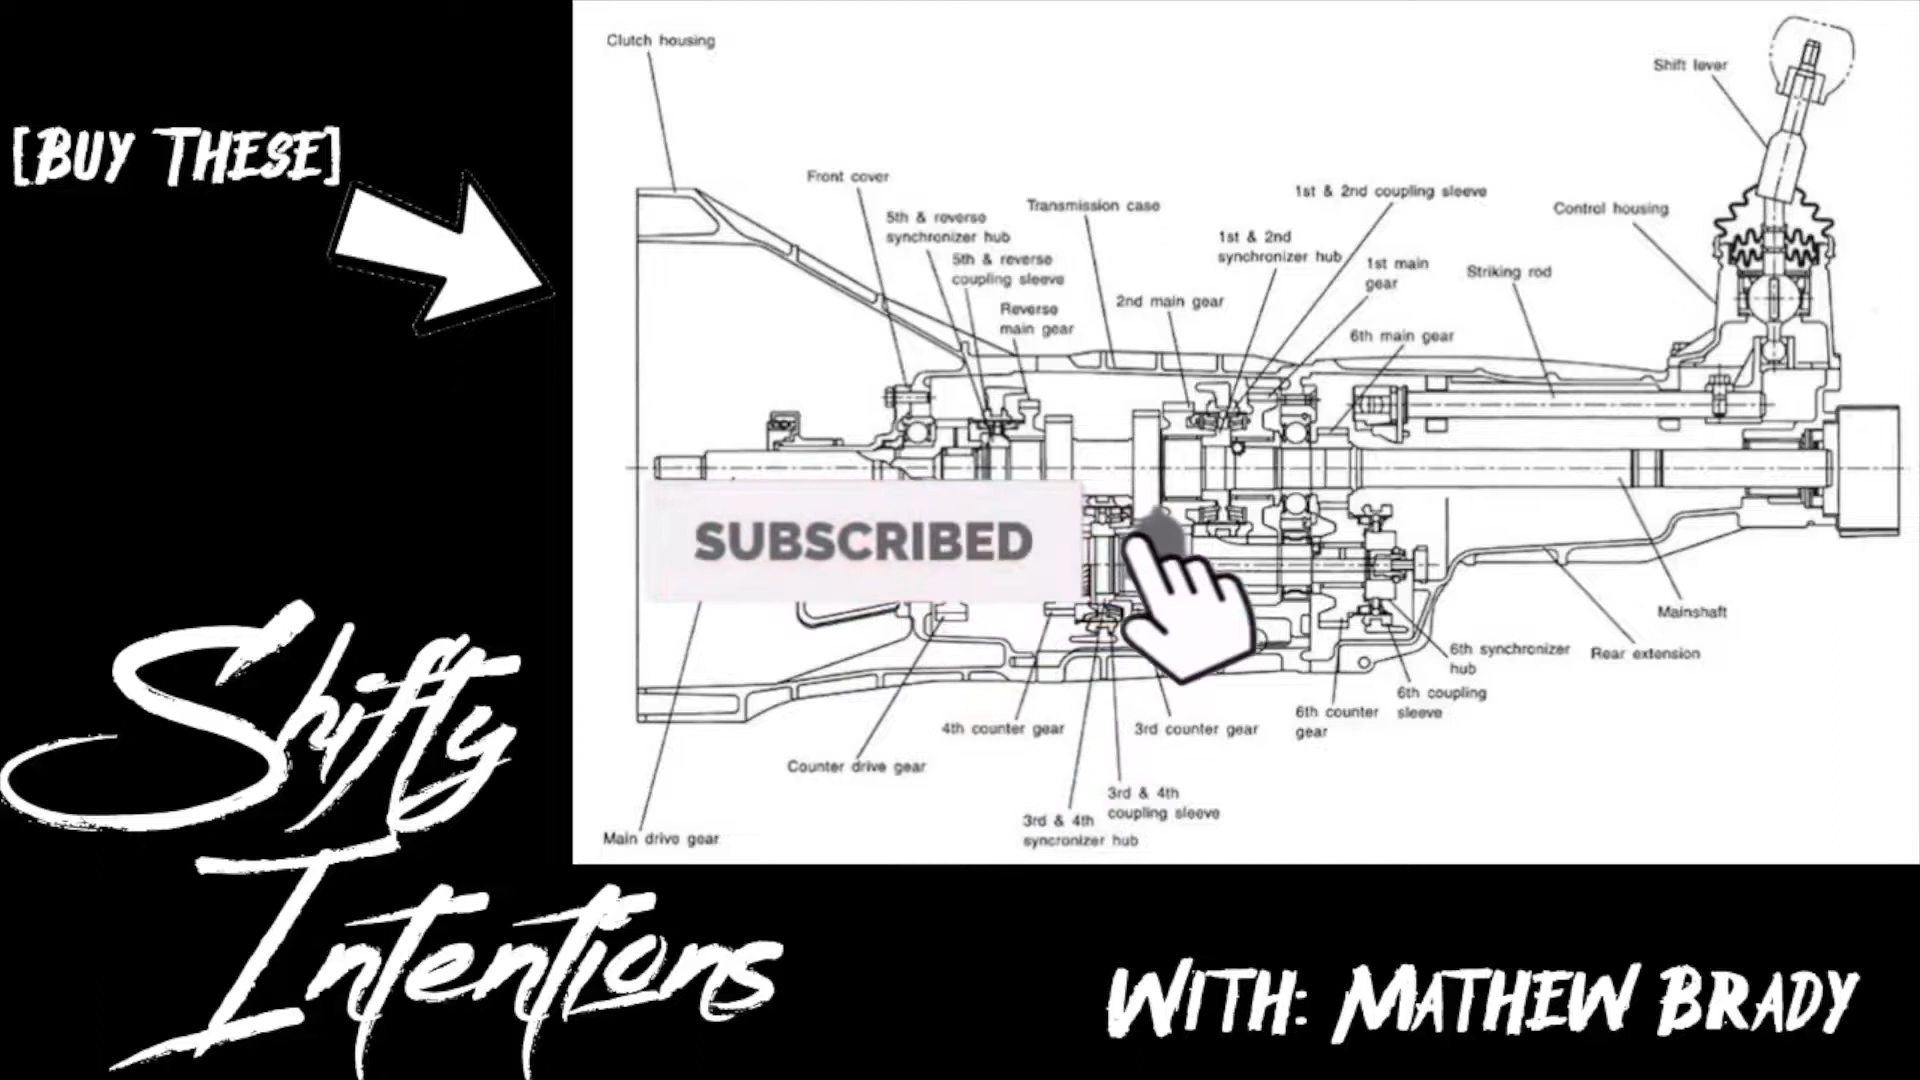 Clutch housing
Shift lever
[BUY THESE]
Front cover
1st & 2nd coupling sleeve
Transmission case
Control housing
5th & reverse
synchronizer hub
1st & 2nd
synchronizer hub
5th & reverse
coupling sleeve
1st main
gear
Striking rod
2nd main gear
Reverse
main gear
6th main gear
SUBSCRIBED
Mainshaft
6th synchronizer
hub
Rear extension
6th coupling
sleeve
6th counter
gear
4th counter gear
3rd counter gear
Counter drive gear
3rd & 4th
coupling sleeve
3rd & 4th
syncronizer hub
Main drive gear
Shifty
Intentions
WITH: MATHEW BRADY